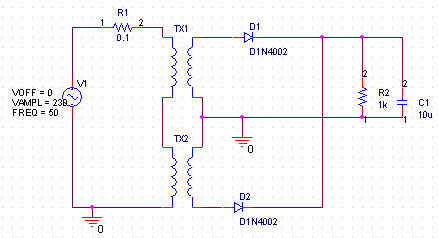 R1
1 2
0.1
TX1
D1
D1N4002
V1
VOFF = 0
VAMPL = 230
FREQ = 50
2
R2
1k
1
2
C1
10u
1
0
TX2
D2
D1N4002
0